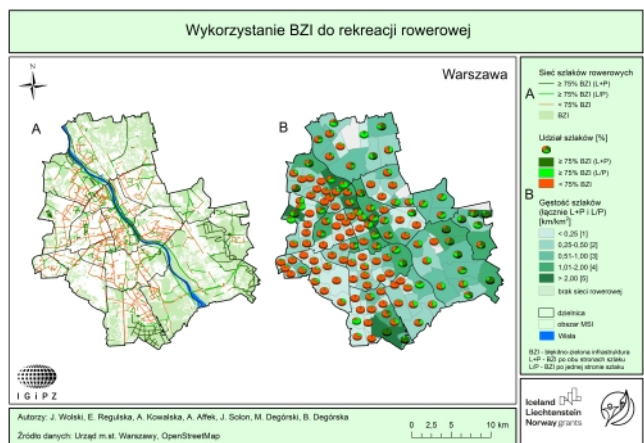 Wykorzystanie BZI do rekreacji rowerowej
N
Warszawa
A
B
Sieć szlaków rowerowych
A
≥ 75% BZI (L+P)
≥ 75% BZI (L/P)
< 75% BZI
BZI
Udział szlaków [%]
≥ 75% BZI (L+P)
≥ 75% BZI (L/P)
< 75% BZI
B
Gęstość szlaków
(łącznie L+P i L/P)
[km/km²]
< 0,25 [1]
0,25-0,50 [2]
0,51-1,00 [3]
1,01-2,00 [4]
> 2,00 [5]
brak sieci rowerowej
dzielnica
obszar MSI
Wisła
BZI - błękitno-zielona infrastruktura
L+P - BZI po obu stronach szlaku
L/P - BZI po jednej stronie szlaku
IGiPZ
Autorzy: J. Wolski, E. Regulska, A. Kowalska, A. Affek, J. Solon, M. Degórski, B. Degórska
Źródło danych: Urząd m.st. Warszawy, OpenStreetMap
0 2,5 5 10 km
Iceland
Liechtenstein
Norway grants